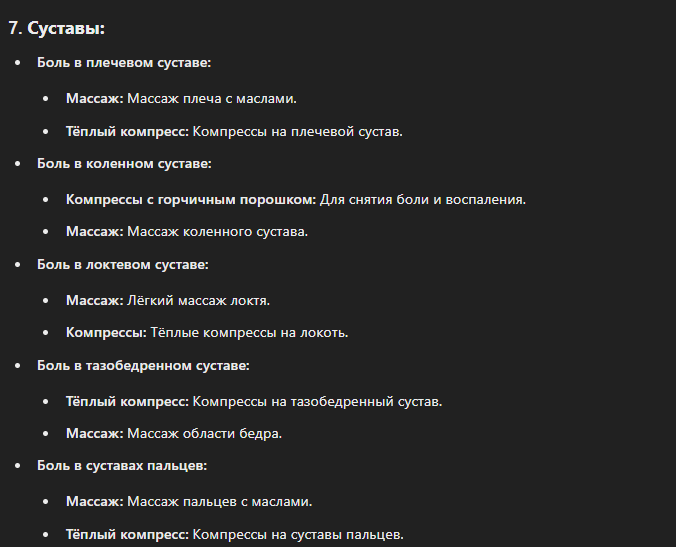 7. Суставы:
• Боль в плечевом суставе:
• Массаж: Массаж плеча с маслами.
• Тёплый компресс: Компрессы на плечевой сустав.
• Боль в коленном суставе:
• Компрессы с горчичным порошком: Для снятия боли и воспаления.
• Массаж: Массаж коленного сустава.
• Боль в локтевом суставе:
• Массаж: Лёгкий массаж локтя.
• Компрессы: Тёплые компрессы на локоть.
• Боль в тазобедренном суставе:
• Тёплый компресс: Компрессы на тазобедренный сустав.
• Массаж: Массаж области бедра.
• Боль в суставах пальцев:
• Массаж: Массаж пальцев с маслами.
• Тёплый компресс: Компрессы на суставы пальцев.